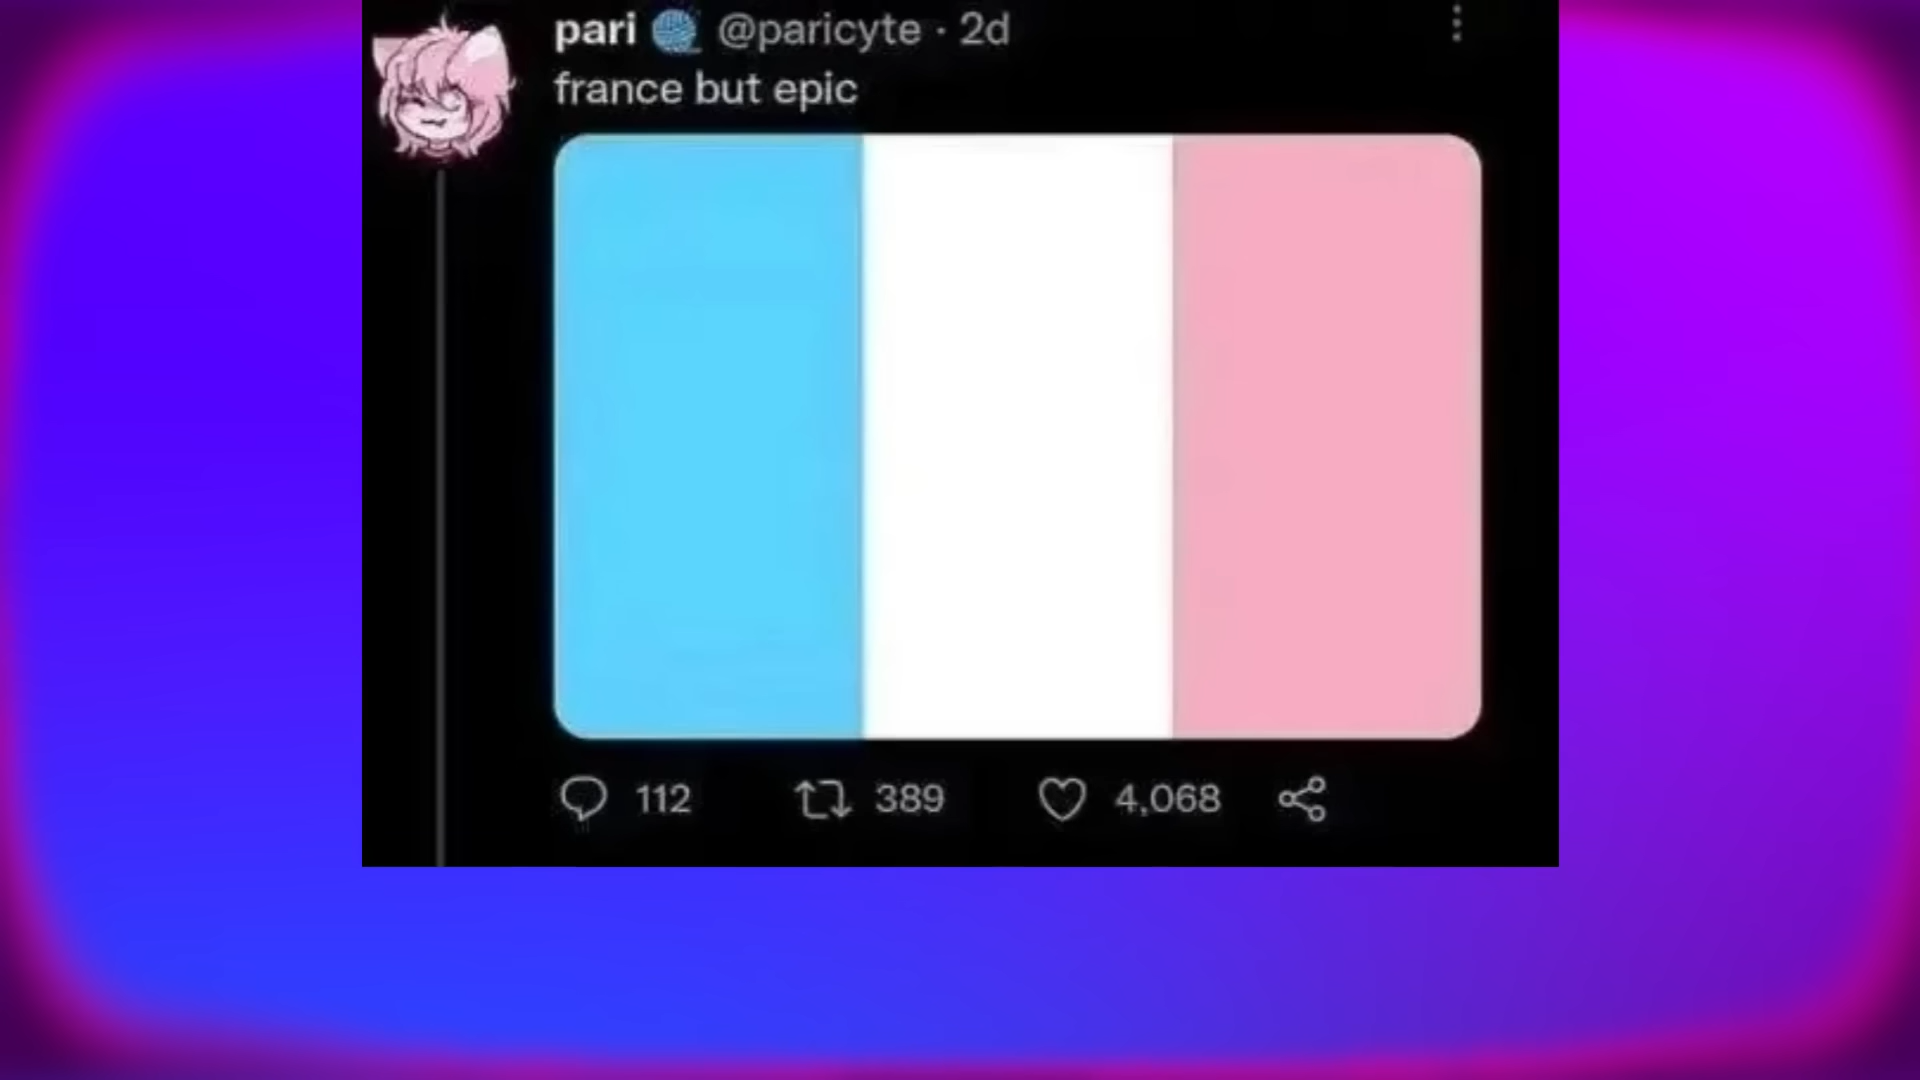 pari 🧶 @paricyte · 2d
france but epic
112 389 4,068